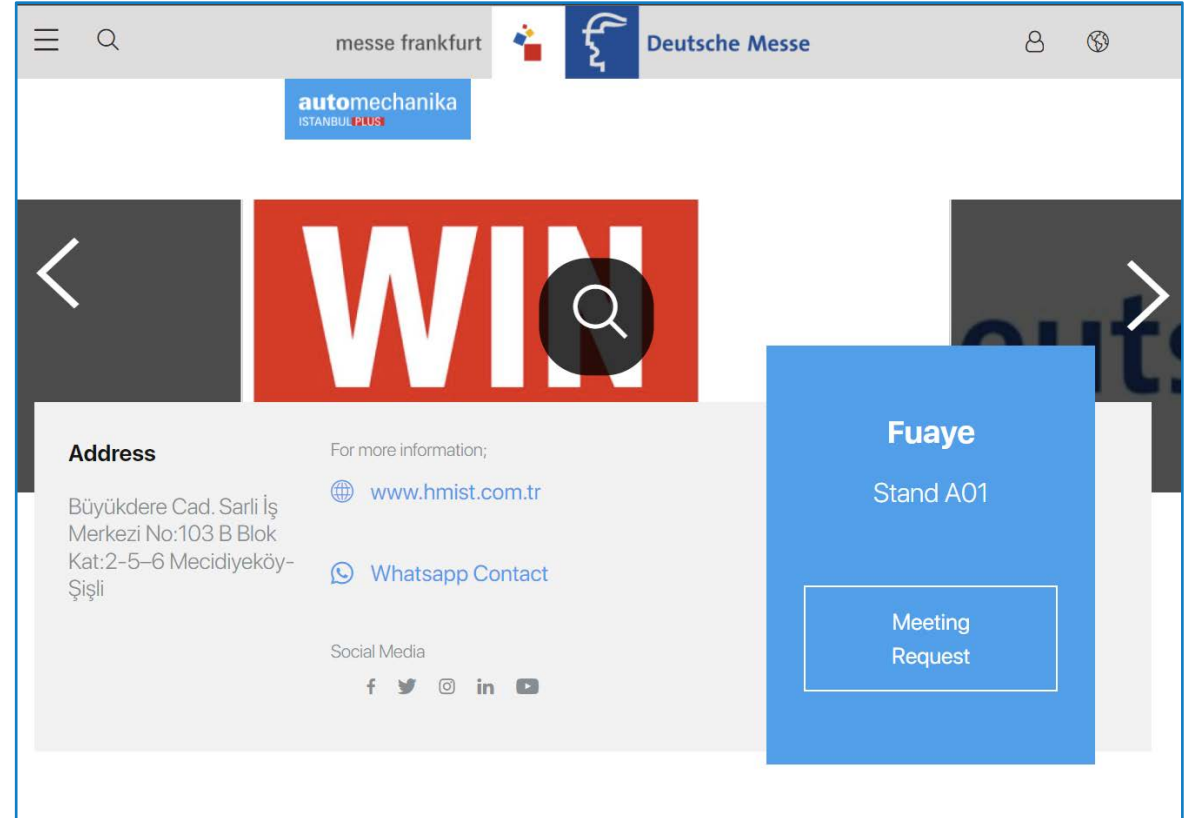 messe frankfurt
Deutsche Messe
automechanika
ISTANBUL PLUS
WIN
Address
Büyükdere Cad. Sarli İş
Merkezi No:103 B Blok
Kat:2-5–6 Mecidiyeköy-
Şişli
For more information;
www.hmist.com.tr
Whatsapp Contact
Social Media
Fuaye
Stand A01
Meeting
Request